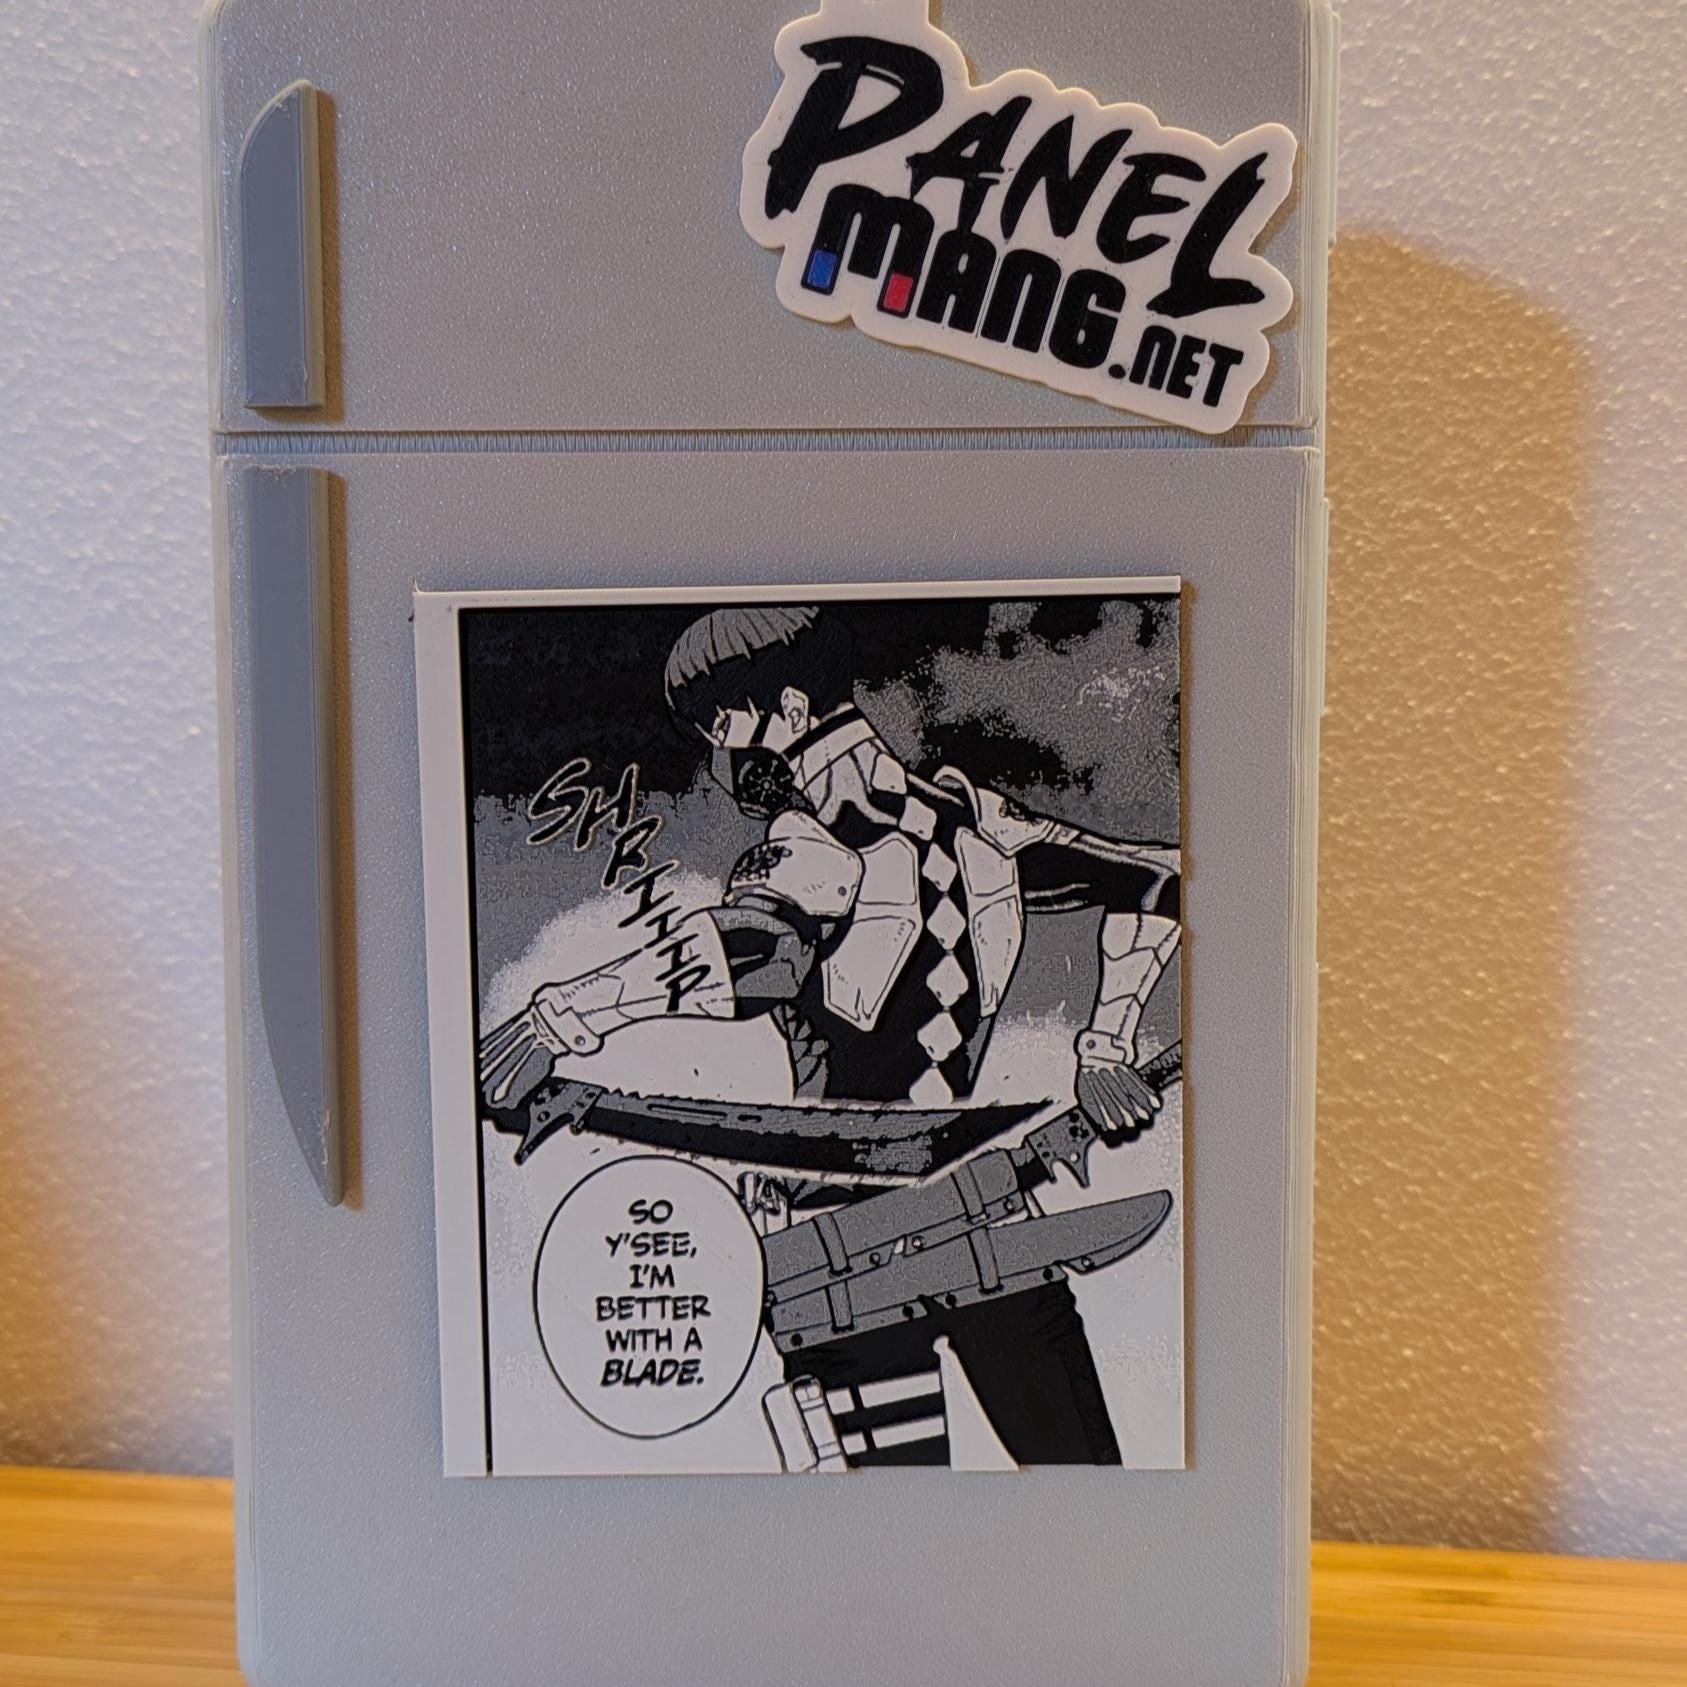 PANEL
MANG.NET
SHRIIIP
SO
Y'SEE,
I'M
BETTER
WITH A
BLADE.